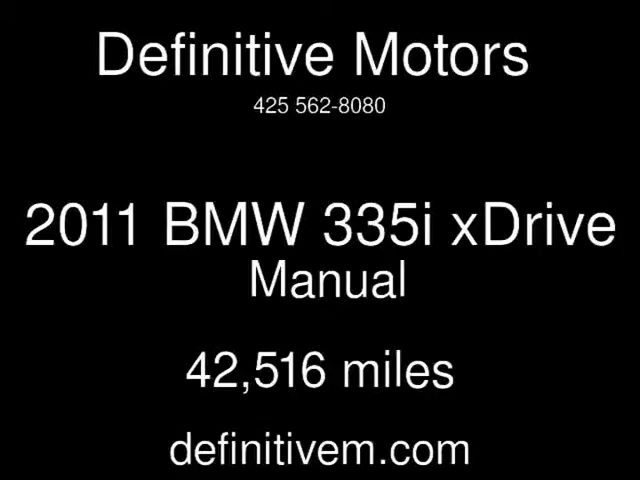 Definitive Motors
425 562-8080
2011 BMW 335i xDrive
Manual
42,516 miles
definitivem.com